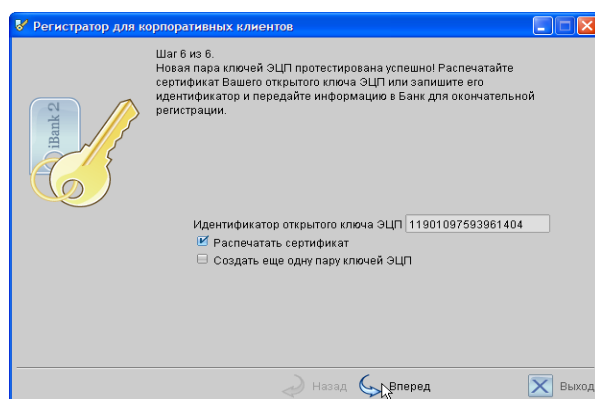 Регистратор для корпоративных клиентов
Шаг 6 из 6.
Новая пара ключей ЭЦП протестирована успешно! Распечатайте
сертификат Вашего открытого ключа ЭЦП или запишите его
идентификатор и передайте информацию в Банк для окончательной
регистрации.
iBank 2
Идентификатор открытого ключа ЭЦП 11901097593961404
Распечатать сертификат
Создать еще одну пару ключей ЭЦП
Назад Вперед Выход